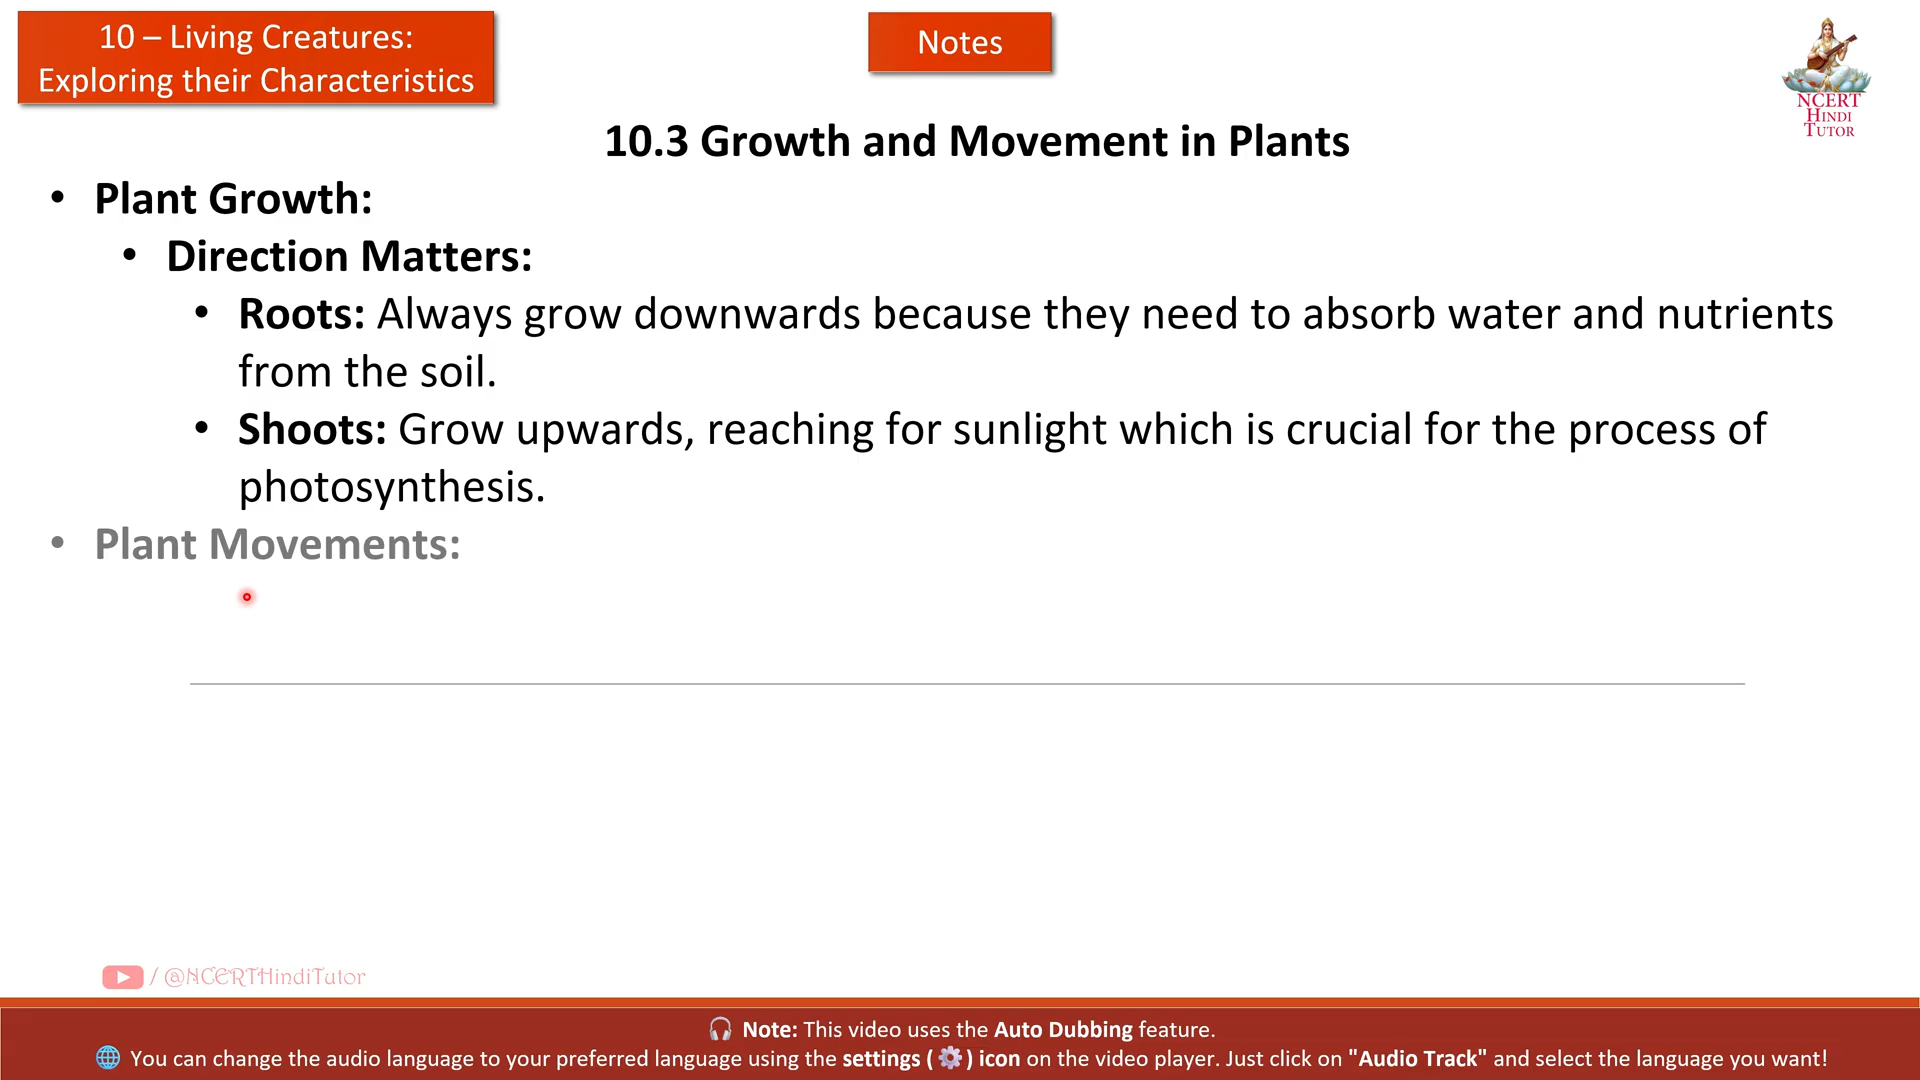 10 – Living Creatures:
Exploring their Characteristics
Notes
NCERT
HINDI
TUTOR
10.3 Growth and Movement in Plants
• Plant Growth:
• Direction Matters:
• Roots: Always grow downwards because they need to absorb water and nutrients
from the soil.
• Shoots: Grow upwards, reaching for sunlight which is crucial for the process of
photosynthesis.
• Plant Movements:
/ @NCERTHindiTutor
🎧 Note: This video uses the Auto Dubbing feature.
🌐 You can change the audio language to your preferred language using the settings ( ⚙️ ) icon on the video player. Just click on "Audio Track" and select the language you want!